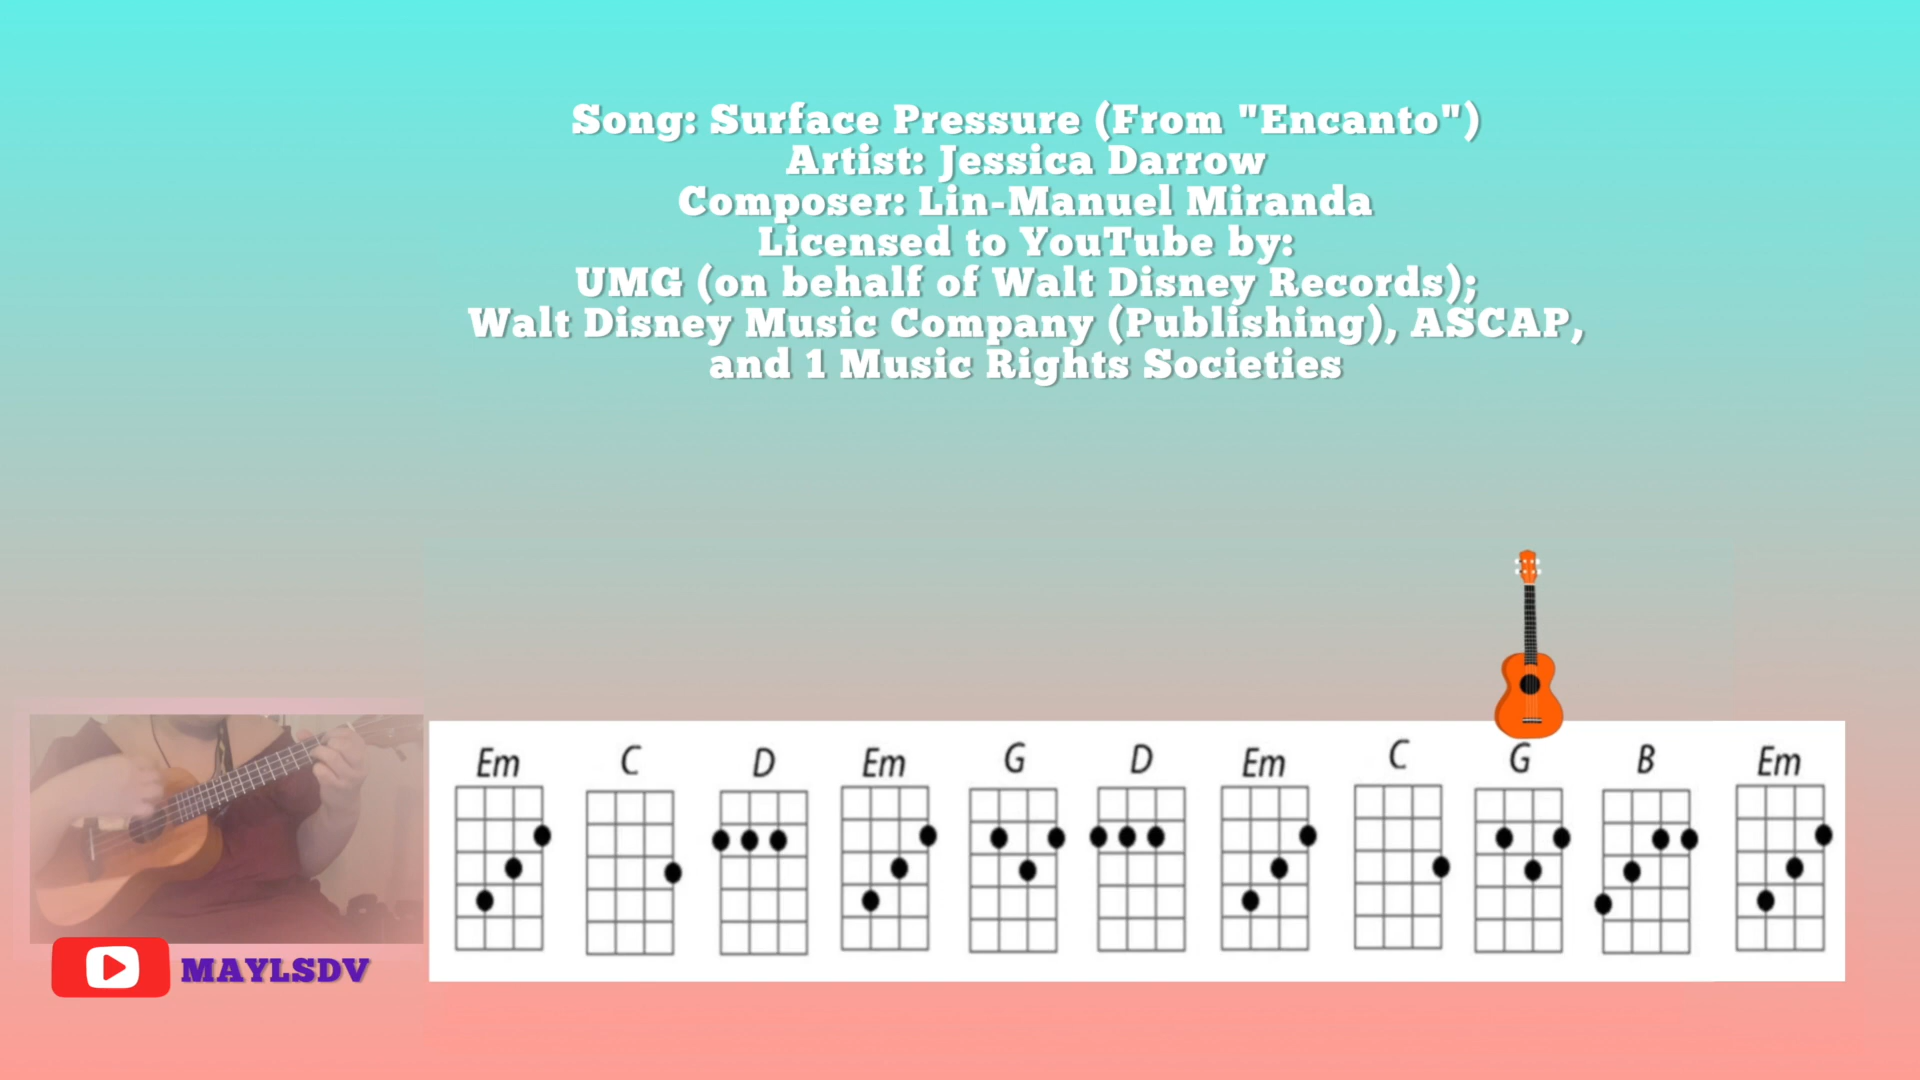 Song: Surface Pressure (From "Encanto")
Artist: Jessica Darrow
Composer: Lin-Manuel Miranda
Licensed to YouTube by:
UMG (on behalf of Walt Disney Records);
Walt Disney Music Company (Publishing), ASCAP,
and 1 Music Rights Societies
Em C D Em G D Em C G B Em
MAYLSDV